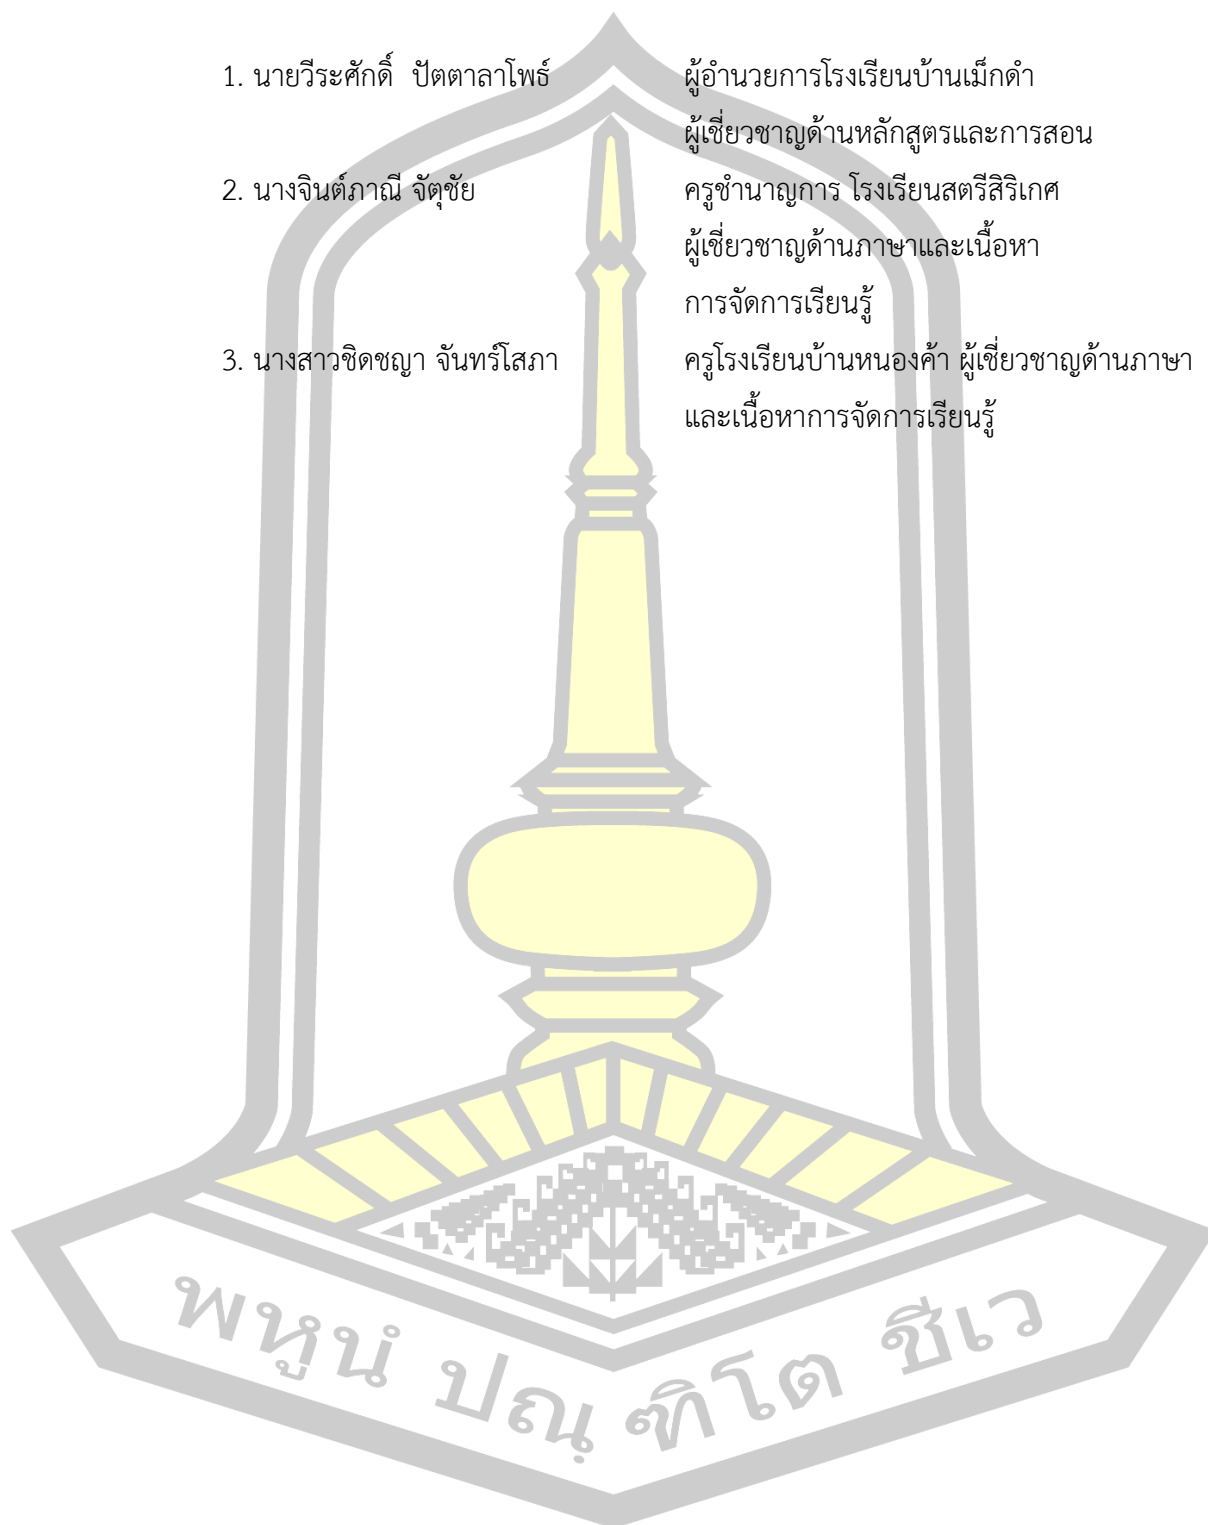 1. นายวีระศักดิ์ ปัตตาลาโพธ์ ผู้อำนวยการโรงเรียนบ้านเม็กดำ
ผู้เชี่ยวชาญด้านหลักสูตรและการสอน
2. นางจินต์ภาณี จัตุชัย ครูชำนาญการ โรงเรียนสตรีสิริเกศ
ผู้เชี่ยวชาญด้านภาษาและเนื้อหา
การจัดการเรียนรู้
3. นางสาวชิดชญา จันทร์โสภา ครูโรงเรียนบ้านหนองค้า ผู้เชี่ยวชาญด้านภาษา
และเนื้อหาการจัดการเรียนรู้
พหูนํ ปณฺฑิโต ชีเว